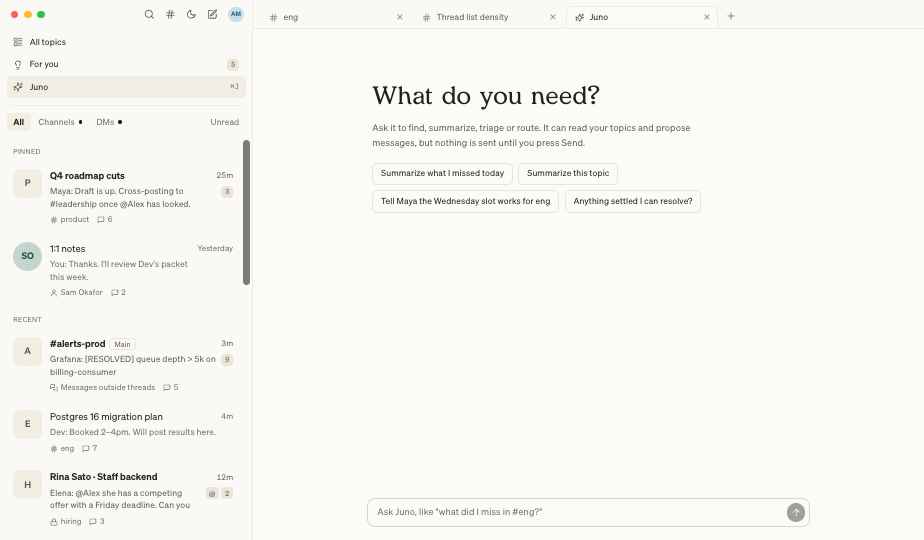 AM
All topics
For you 5
Juno ⌘J
All Channels DMs Unread
PINNED
P
Q4 roadmap cuts 25m
Maya: Draft is up. Cross-posting to 3
#leadership once @Alex has looked.
# product 6
SO
1:1 notes Yesterday
You: Thanks. I'll review Dev's packet
this week.
Sam Okafor 2
RECENT
A
#alerts-prod Main 3m
Grafana: [RESOLVED] queue depth > 5k on 9
billing-consumer
Messages outside threads 5
E
Postgres 16 migration plan 4m
Dev: Booked 2–4pm. Will post results here.
# eng 7
H
Rina Sato · Staff backend 12m
Elena: @Alex she has a competing @ 2
offer with a Friday deadline. Can you
hiring 3
# eng
# Thread list density
Juno
What do you need?
Ask it to find, summarize, triage or route. It can read your topics and propose
messages, but nothing is sent until you press Send.
Summarize what I missed today Summarize this topic
Tell Maya the Wednesday slot works for eng Anything settled I can resolve?
Ask Juno, like "what did I miss in #eng?"